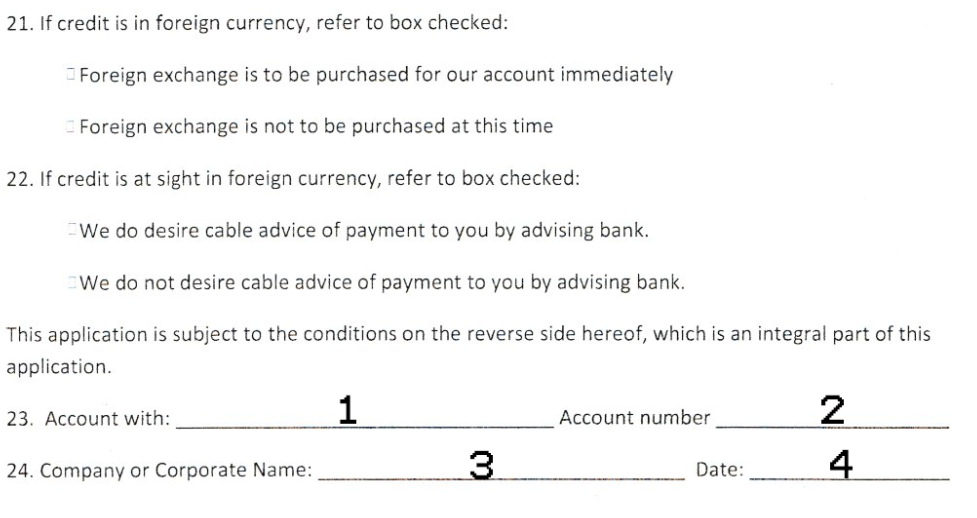 21. If credit is in foreign currency, refer to box checked:
Foreign exchange is to be purchased for our account immediately
Foreign exchange is not to be purchased at this time
22. If credit is at sight in foreign currency, refer to box checked:
We do desire cable advice of payment to you by advising bank.
We do not desire cable advice of payment to you by advising bank.
This application is subject to the conditions on the reverse side hereof, which is an integral part of this
application.
23. Account with: 1 Account number 2
24. Company or Corporate Name: 3 Date: 4